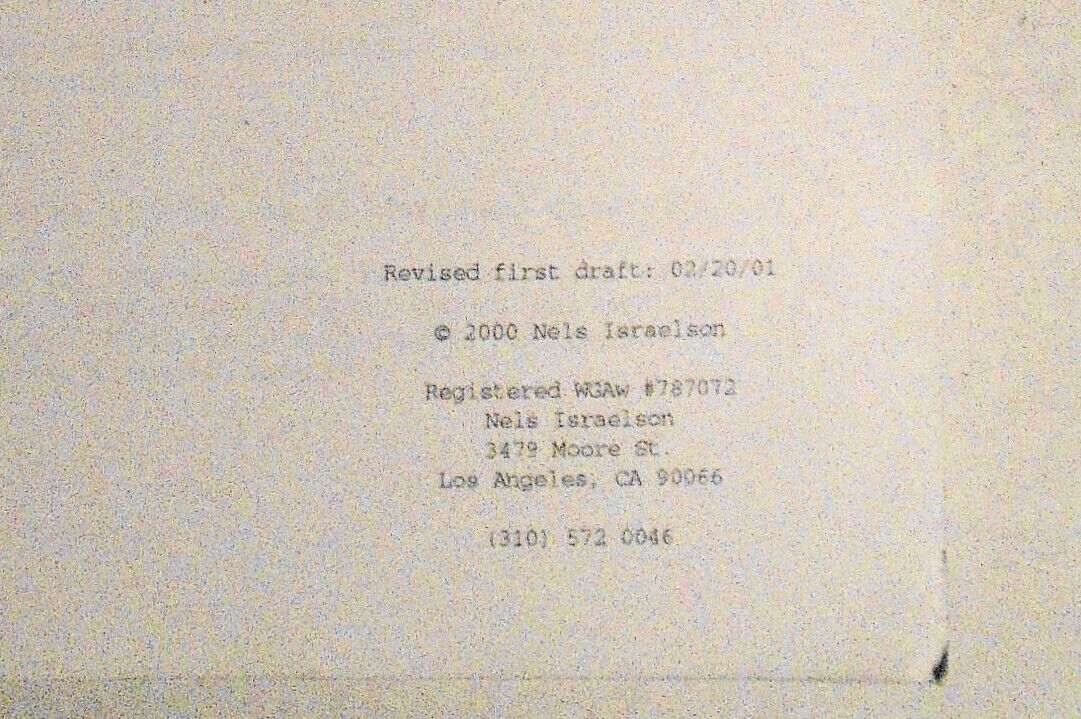 Revised first draft: 02/20/01
© 2000 Nels Israelson
Registered WGAw #787072
Nels Israelson
3479 Moore St.
Los Angeles, CA 90066
(310) 572 0046